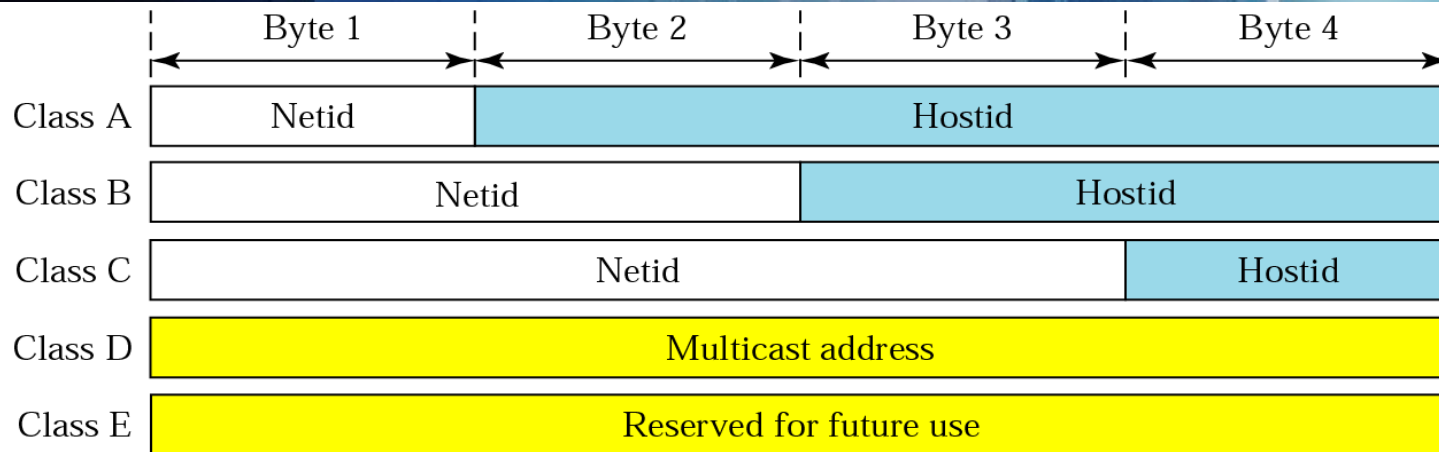 Byte 1 Byte 2 Byte 3 Byte 4
Class A Netid Hostid
Class B Netid Hostid
Class C Netid Hostid
Class D Multicast address
Class E Reserved for future use